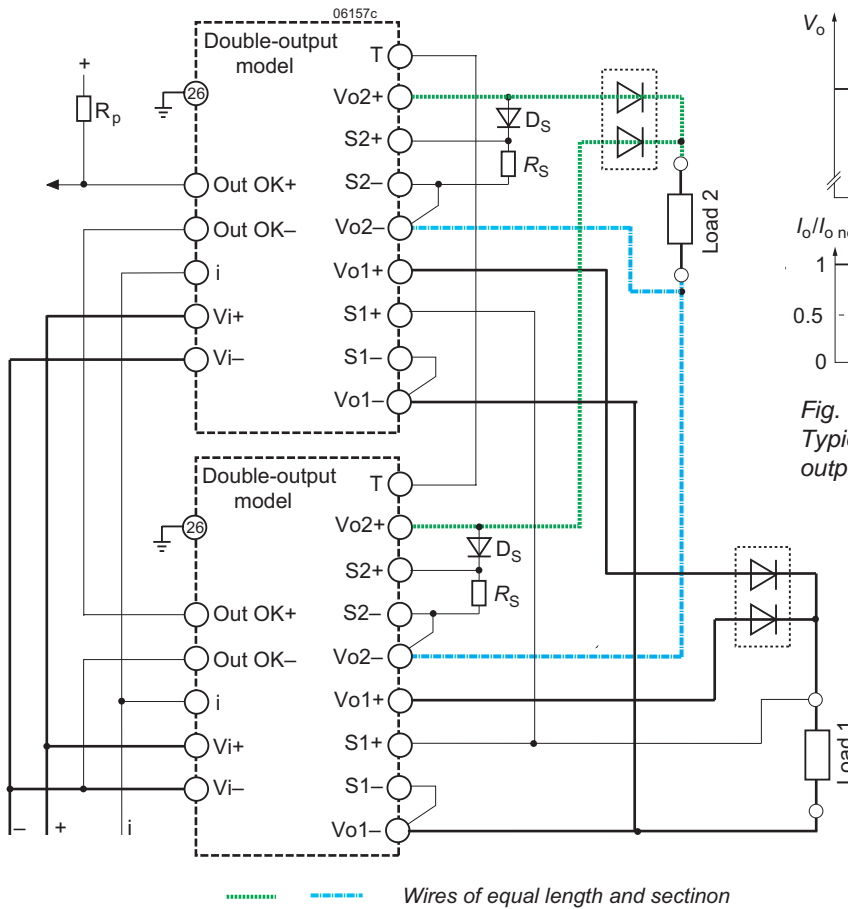 06157c
Double-output
model
26
+
Rp
Out OK+
Out OK–
i
Vi+
Vi–
T
Vo2+
S2+
S2–
Vo2–
Vo1+
S1+
S1–
Vo1–
DS
RS
Load 2
Double-output
model
26
Out OK+
Out OK–
i
Vi+
Vi–
T
Vo2+
S2+
S2–
Vo2–
Vo1+
S1+
S1–
Vo1–
DS
RS
Load 1
– + i
Wires of equal length and sectinon
Vo
Io/Io no
1
0.5
0
Fig.
Typic
outp